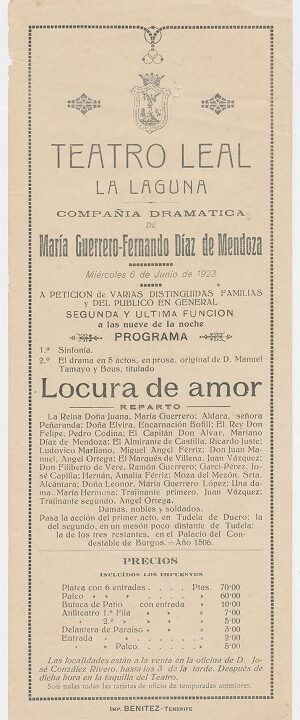 TEATRO LEAL
LA LAGUNA
COMPAÑIA DRAMATICA
DE
María Guerrero-Fernando Díaz de Mendoza
Miércoles 6 de Junio de 1923
A PETICION de VARIAS DISTINGUIDAS FAMILIAS
y DEL PUBLICO EN GENERAL
SEGUNDA Y ULTIMA FUNCION
a las nueve de la noche
PROGRAMA
1.º Sinfonía.
2.º El drama en 5 actos, en prosa, original de D. Manuel
Tamayo y Baus, titulado
Locura de amor
REPARTO
La Reina Doña Juana, María Guerrero: Aldara, señora
Peñaranda: Doña Elvira, Encarnación Bofill: El Rey Don
Felipe, Pedro Codina: El Capitán Don Alvar, Mariano
Díaz de Mendoza: El Almirante de Castilla, Ricardo Juste:
Ludovico Marliano, Miguel Angel Férriz: Don Juan Ma-
nuel, Angel Ortega: El Marqués de Villena, Juan Vázquez:
Don Filiberto de Vere, Ramón Guerrero: Garci-Pérez, Jo-
sé Capilla: Hernán, Amalia Férriz, Moza de Mesón, Srta.
Alcántara: Doña Leonor, María Guerrero López; Una da-
ma, María Hermosa: Trajinante primero, Juan Vázquez:
Trajinante segundo, Angel Ortega.
Damas, nobles y soldados.
Pasa la acción del primer acto, en Tudela de Duero; la
del segundo, en un mesón poco distante de Tudela;
la de los tres restantes, en el Palacio del Con-
destable de Burgos.—Año 1506.
PRECIOS
INCLUÍDOS LOS IMPUESTOS
Platea con 6 entradas . . . Ptas. 70·00
Palco » » » . . . . » 60·00
Butaca de Patio con entrada » 10·00
Anfiteatro 1.ª Fila » » » 7·00
» 2.ª » » » » 5·00
Delantera de Paraíso » » 3·00
Entrada » . . . . » 2·00
» » Palco. . . . » 5·00
Las localidades están a la venta en la oficina de D. Jo-
sé González Rivero, hasta las 3 de la tarde. Después de
dicha hora en la taquilla del Teatro.
Son nulas todas las tarjetas de oficio de temporadas anteriores.
IMP. BENITEZ-TENERIFE